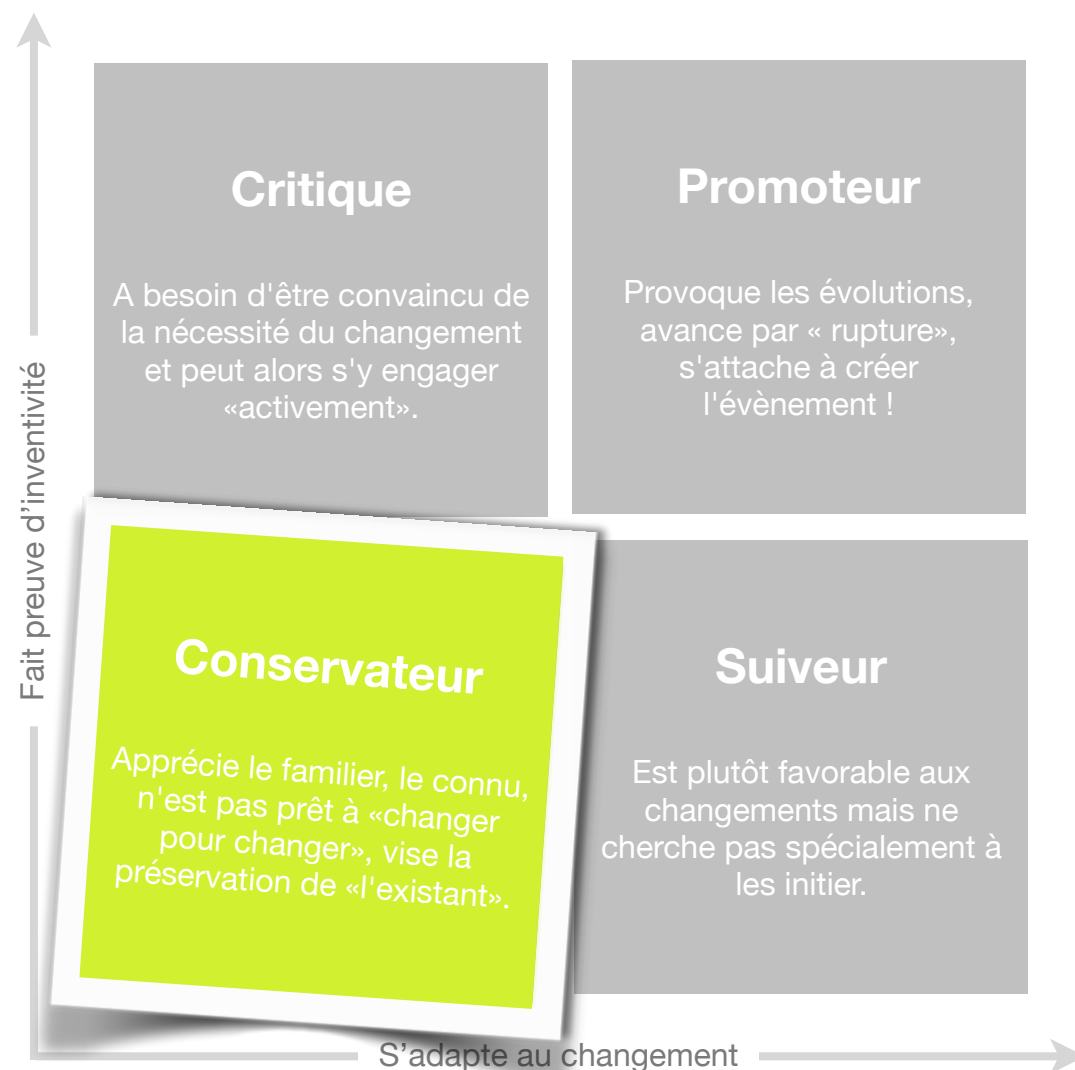 Critique
A besoin d'être convaincu de
la nécessité du changement
et peut alors s'y engager
«activement».
Promoteur
Provoque les évolutions,
avance par « rupture»,
s'attache à créer
l'évènement !
Fait preuve d’inventivité
Conservateur
Apprécie le familier, le connu,
n'est pas prêt à «changer
pour changer», vise la
préservation de «l'existant».
Suiveur
Est plutôt favorable aux
changements mais ne
cherche pas spécialement à
les initier.
S’adapte au changement